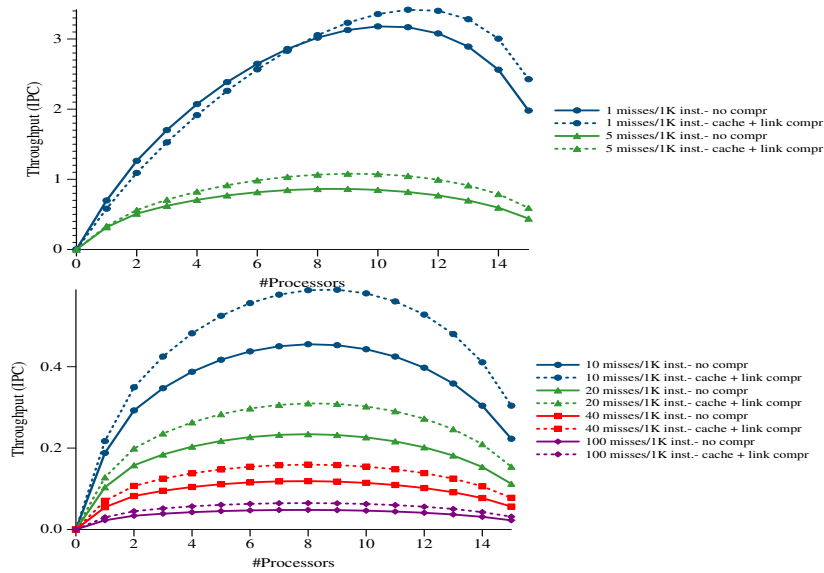 3
2
1
0
Throughput (IPC)
0 2 4 6 8 10 12 14
#Processors
1 misses/1K inst.- no compr
1 misses/1K inst.- cache + link compr
5 misses/1K inst.- no compr
5 misses/1K inst.- cache + link compr
0.4
0.2
0.0
Throughput (IPC)
0 2 4 6 8 10 12 14
#Processors
10 misses/1K inst.- no compr
10 misses/1K inst.- cache + link compr
20 misses/1K inst.- no compr
20 misses/1K inst.- cache + link compr
40 misses/1K inst.- no compr
40 misses/1K inst.- cache + link compr
100 misses/1K inst.- no compr
100 misses/1K inst.- cache + link compr